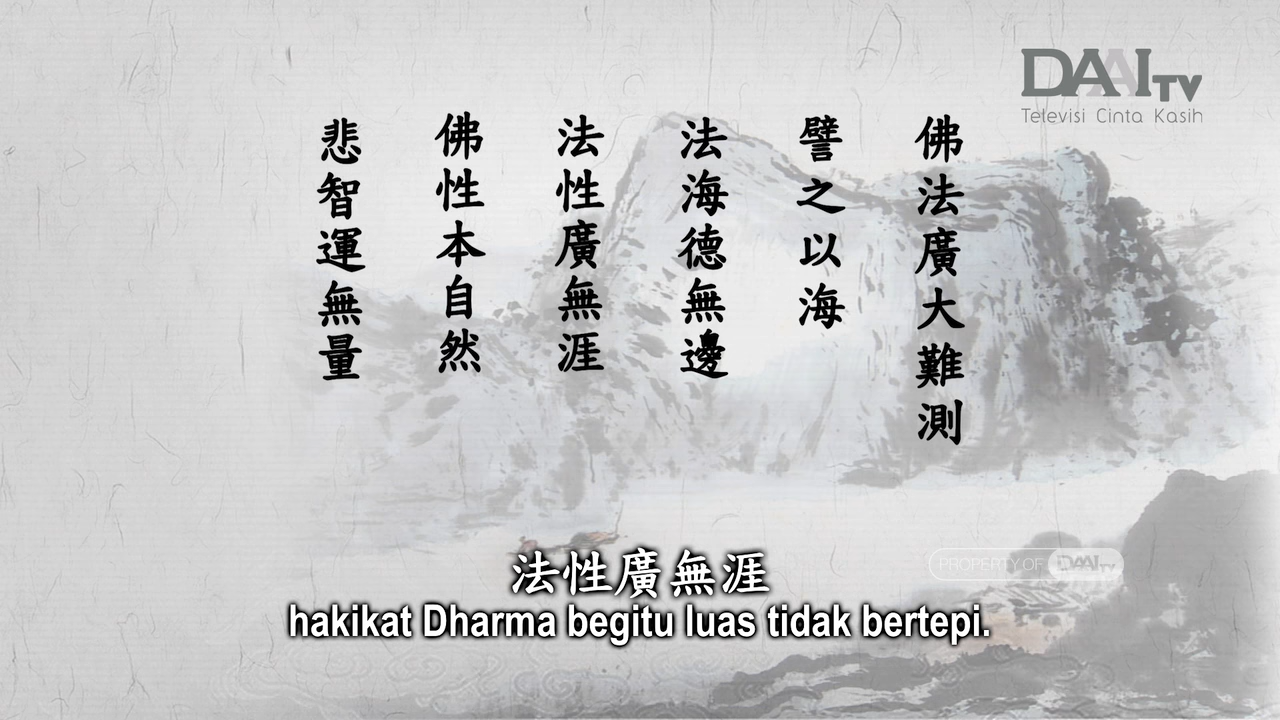 DAAI TV
Televisi Cinta Kasih
佛法廣大難測
譬之以海
法海德無邊
法性廣無涯
佛性本自然
悲智運無量
PROPERTY OF DAAI TV
法性廣無涯
hakikat Dharma begitu luas tidak bertepi.